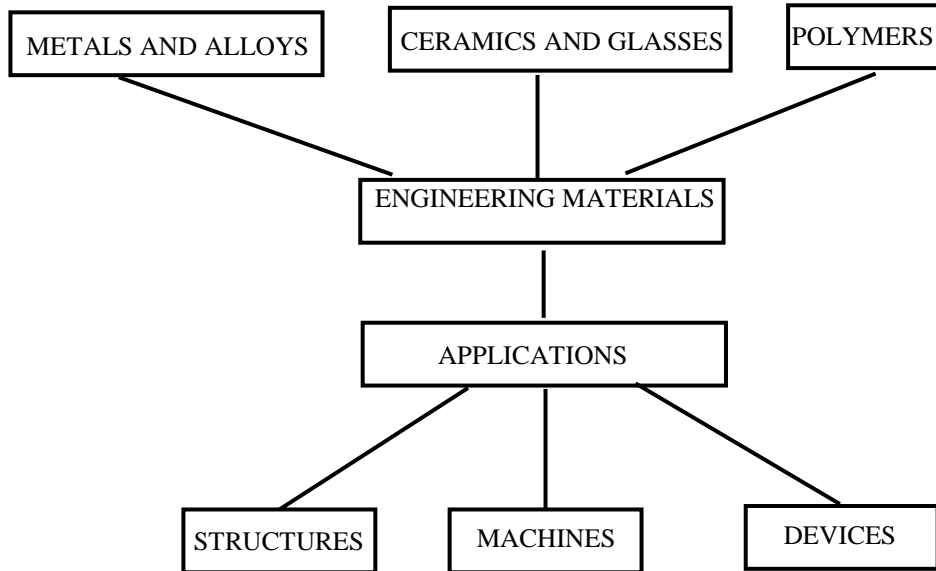 METALS AND ALLOYS
CERAMICS AND GLASSES
POLYMERS
ENGINEERING MATERIALS
APPLICATIONS
STRUCTURES
MACHINES
DEVICES